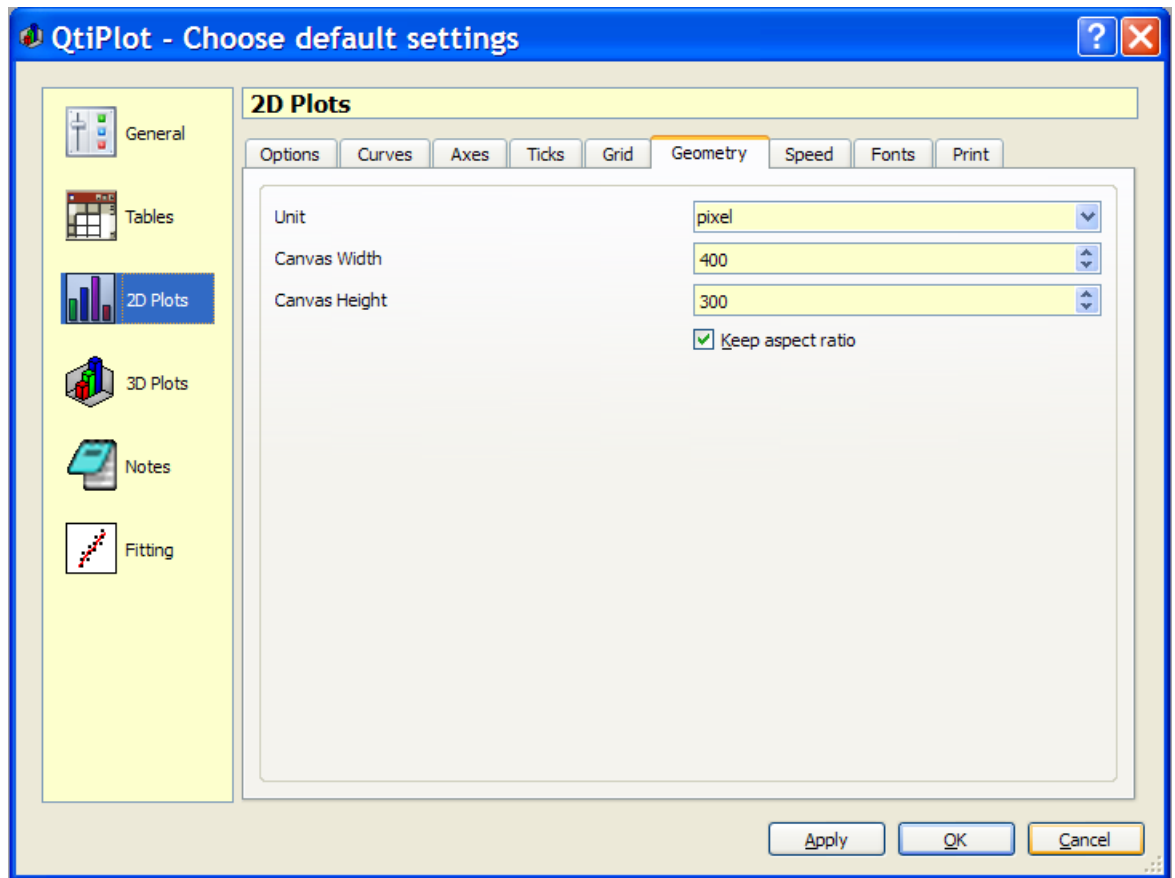 QtiPlot - Choose default settings
General
Tables
2D Plots
3D Plots
Notes
Fitting
2D Plots
Options Curves Axes Ticks Grid Geometry Speed Fonts Print
Unit pixel
Canvas Width 400
Canvas Height 300
Keep aspect ratio
Apply OK Cancel